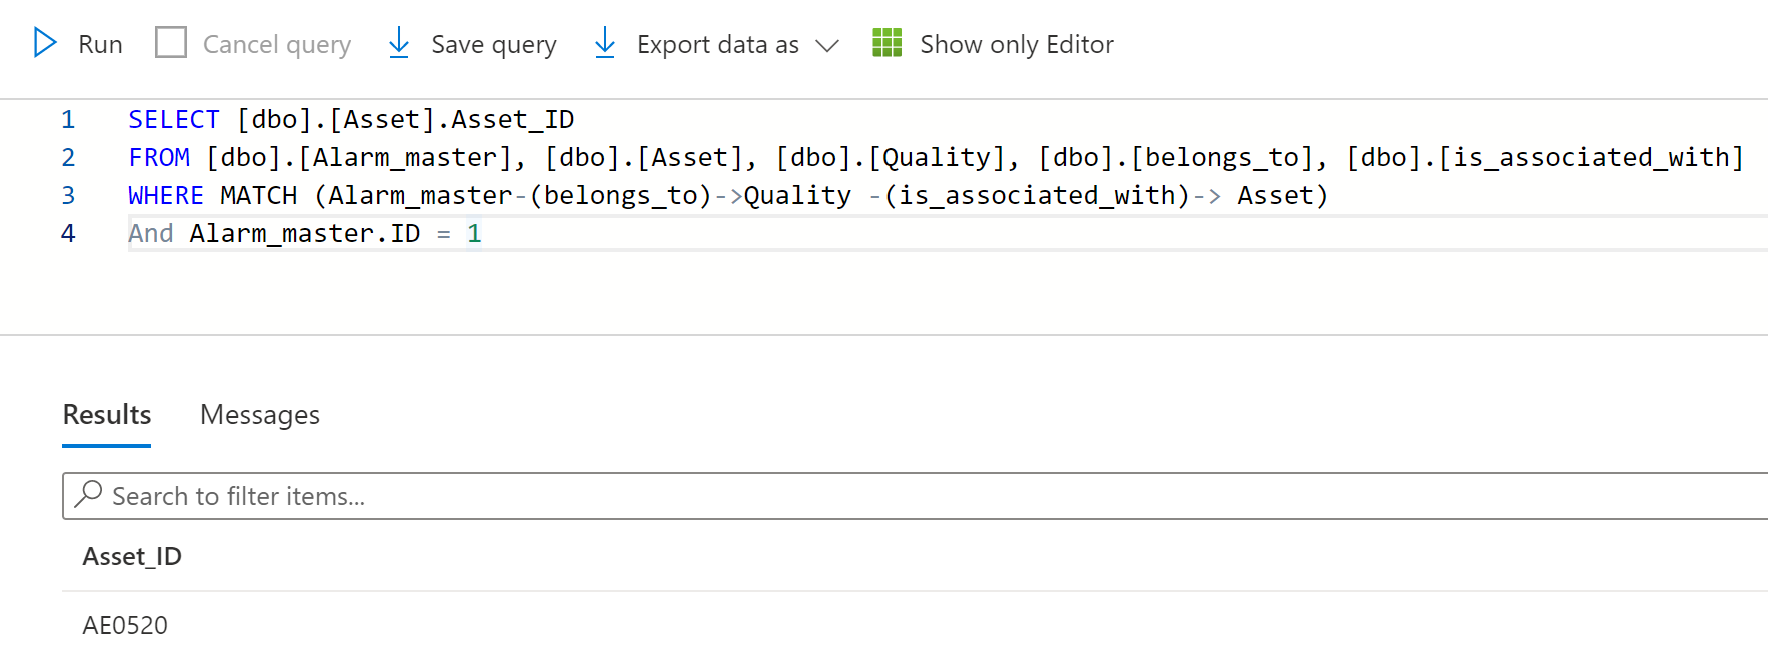 Run Cancel query Save query Export data as Show only Editor
1 SELECT [dbo].[Asset].Asset_ID
2 FROM [dbo].[Alarm_master], [dbo].[Asset], [dbo].[Quality], [dbo].[belongs_to], [dbo].[is_associated_with]
3 WHERE MATCH (Alarm_master-(belongs_to)->Quality -(is_associated_with)-> Asset)
4 And Alarm_master.ID = 1
Results Messages
Search to filter items...
Asset_ID
AE0520